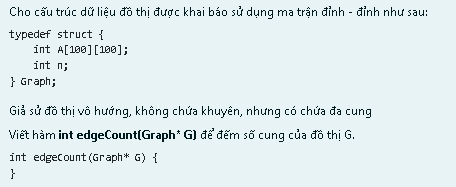 Cho cấu trúc dữ liệu đồ thị được khai báo sử dụng ma trận đỉnh - đỉnh như sau:
typedef struct {
    int A[100][100];
    int n;
} Graph;
Giả sử đồ thị vô hướng, không chứa khuyên, nhưng có chứa đa cung
Viết hàm int edgeCount(Graph* G) để đếm số cung của đồ thị G.
int edgeCount(Graph* G) {
}